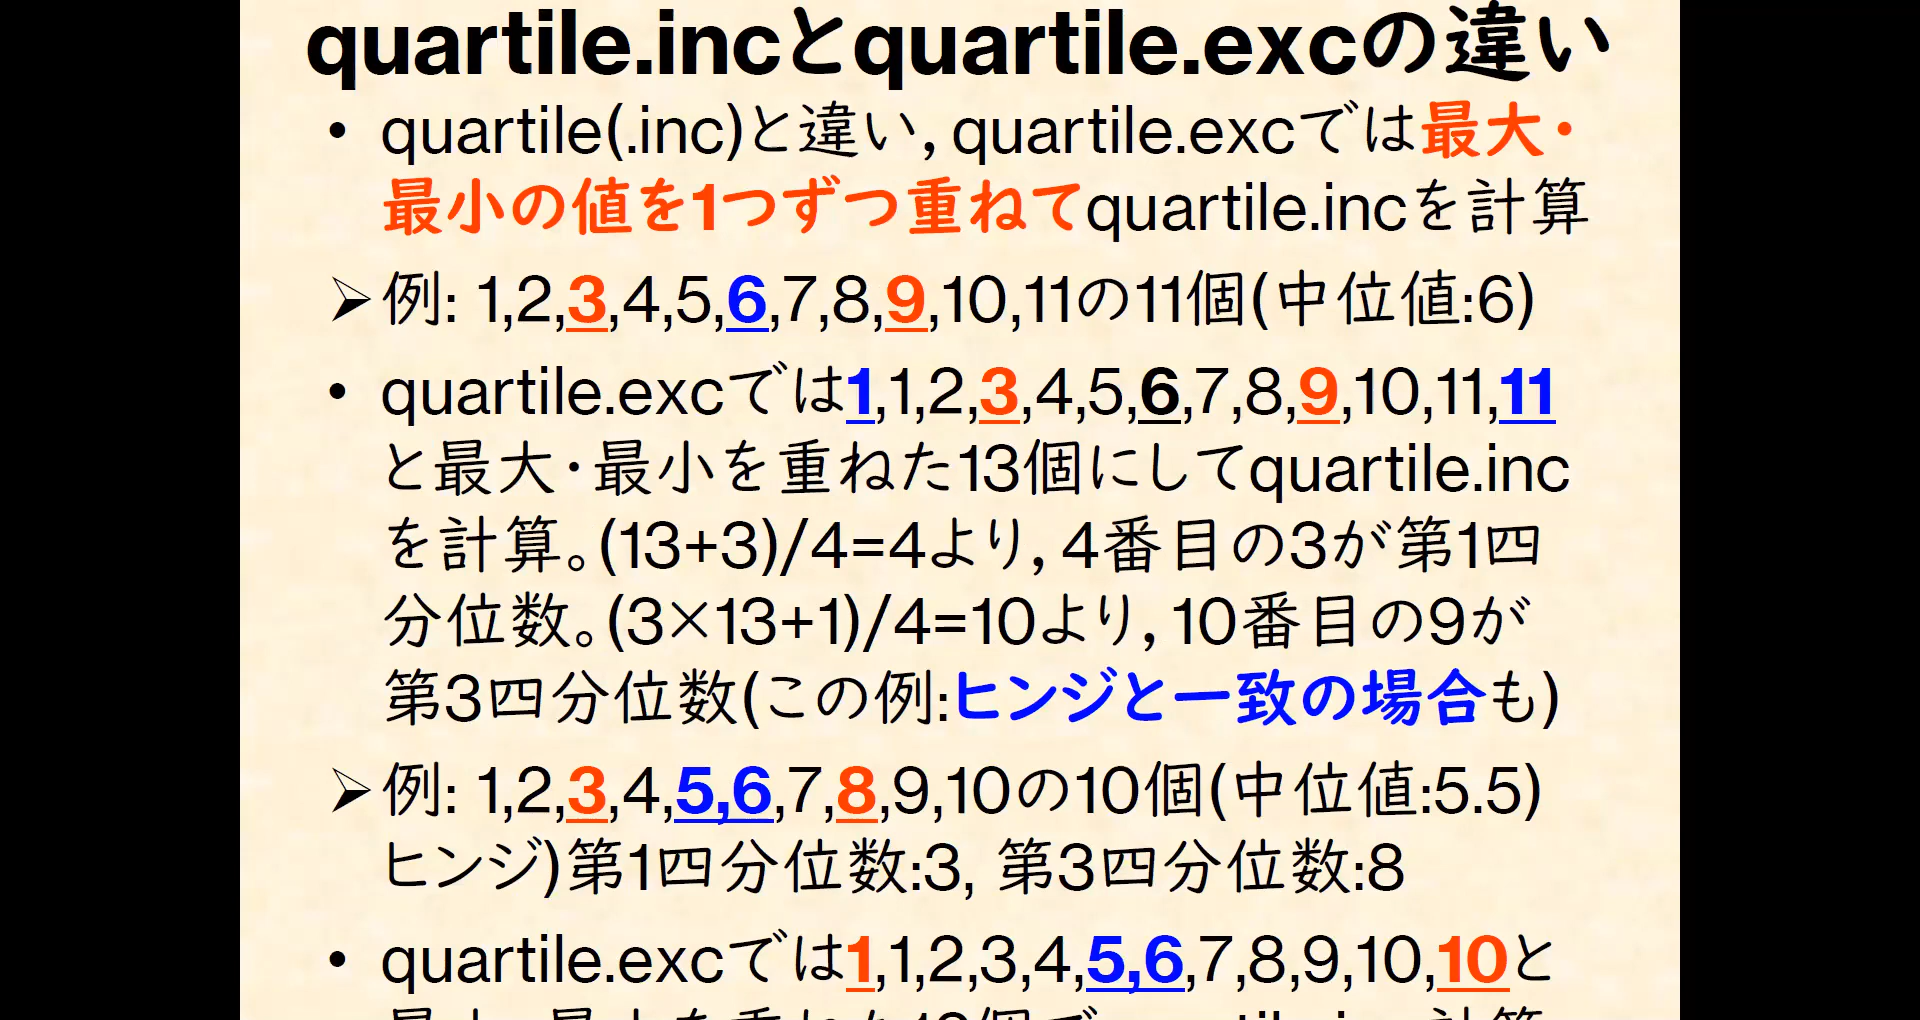 quartile.incとquartile.excの違い
• quartile(.inc)と違い，quartile.excでは最大・
最小の値を1つずつ重ねてquartile.incを計算
➢例: 1,2,3,4,5,6,7,8,9,10,11の11個(中位値:6)
• quartile.excでは1,1,2,3,4,5,6,7,8,9,10,11,11
と最大・最小を重ねた13個にしてquartile.inc
を計算。(13+3)/4=4より，4番目の3が第1四
分位数。(3×13+1)/4=10より，10番目の9が
第3四分位数(この例:ヒンジと一致の場合も)
➢例: 1,2,3,4,5,6,7,8,9,10の10個(中位値:5.5)
ヒンジ)第1四分位数:3, 第3四分位数:8
• quartile.excでは1,1,2,3,4,5,6,7,8,9,10,10と